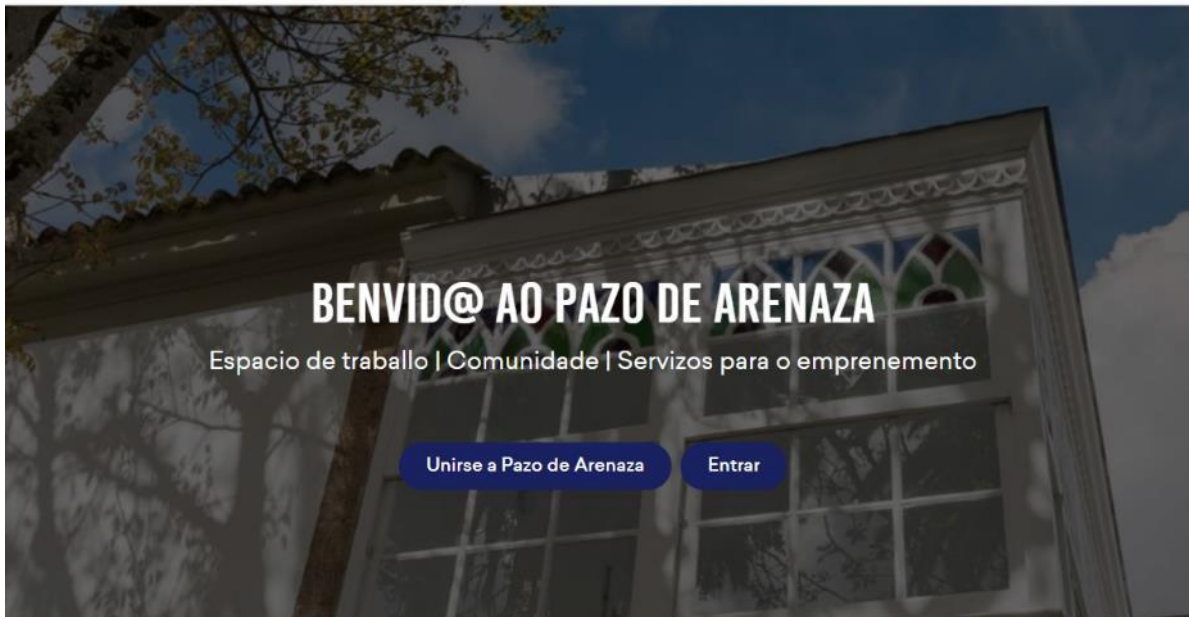 BENVID@ AO PAZO DE ARENAZA
Espacio de traballo | Comunidade | Servizos para o emprenemento
Unirse a Pazo de Arenaza
Entrar